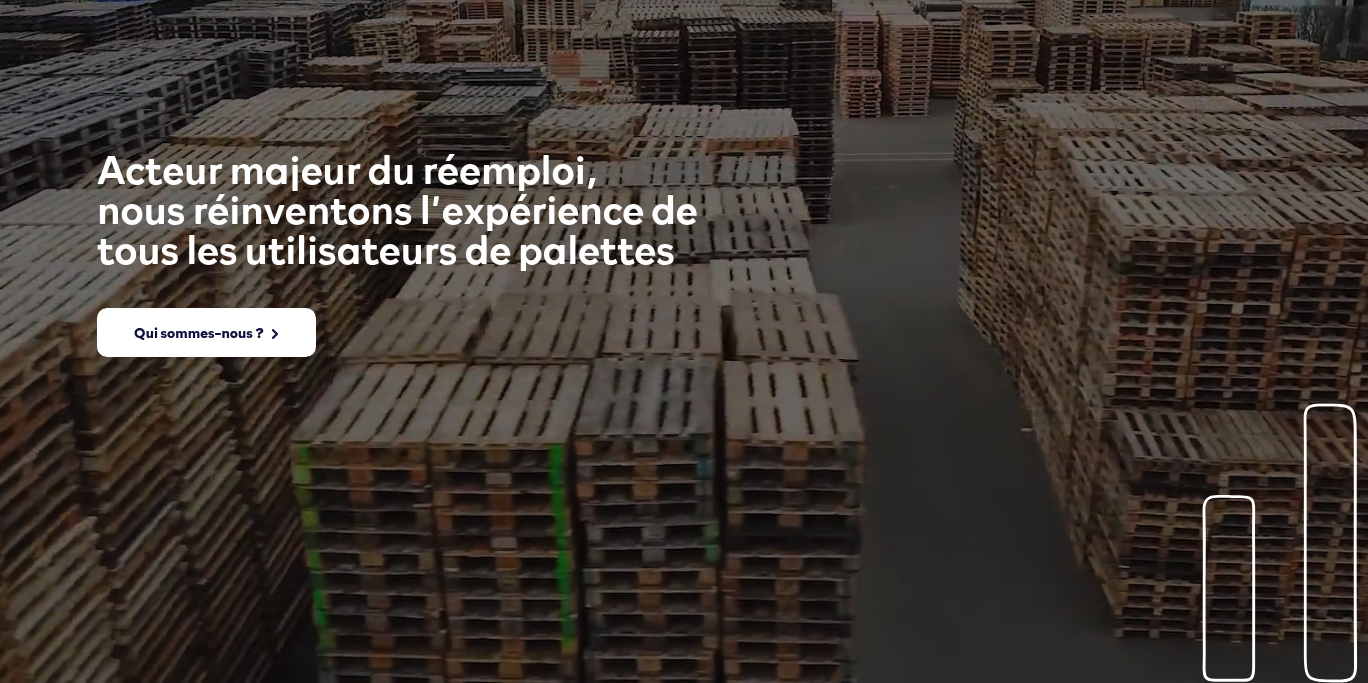 Acteur majeur du réemploi,
nous réinventons l’expérience de
tous les utilisateurs de palettes
Qui sommes-nous ?